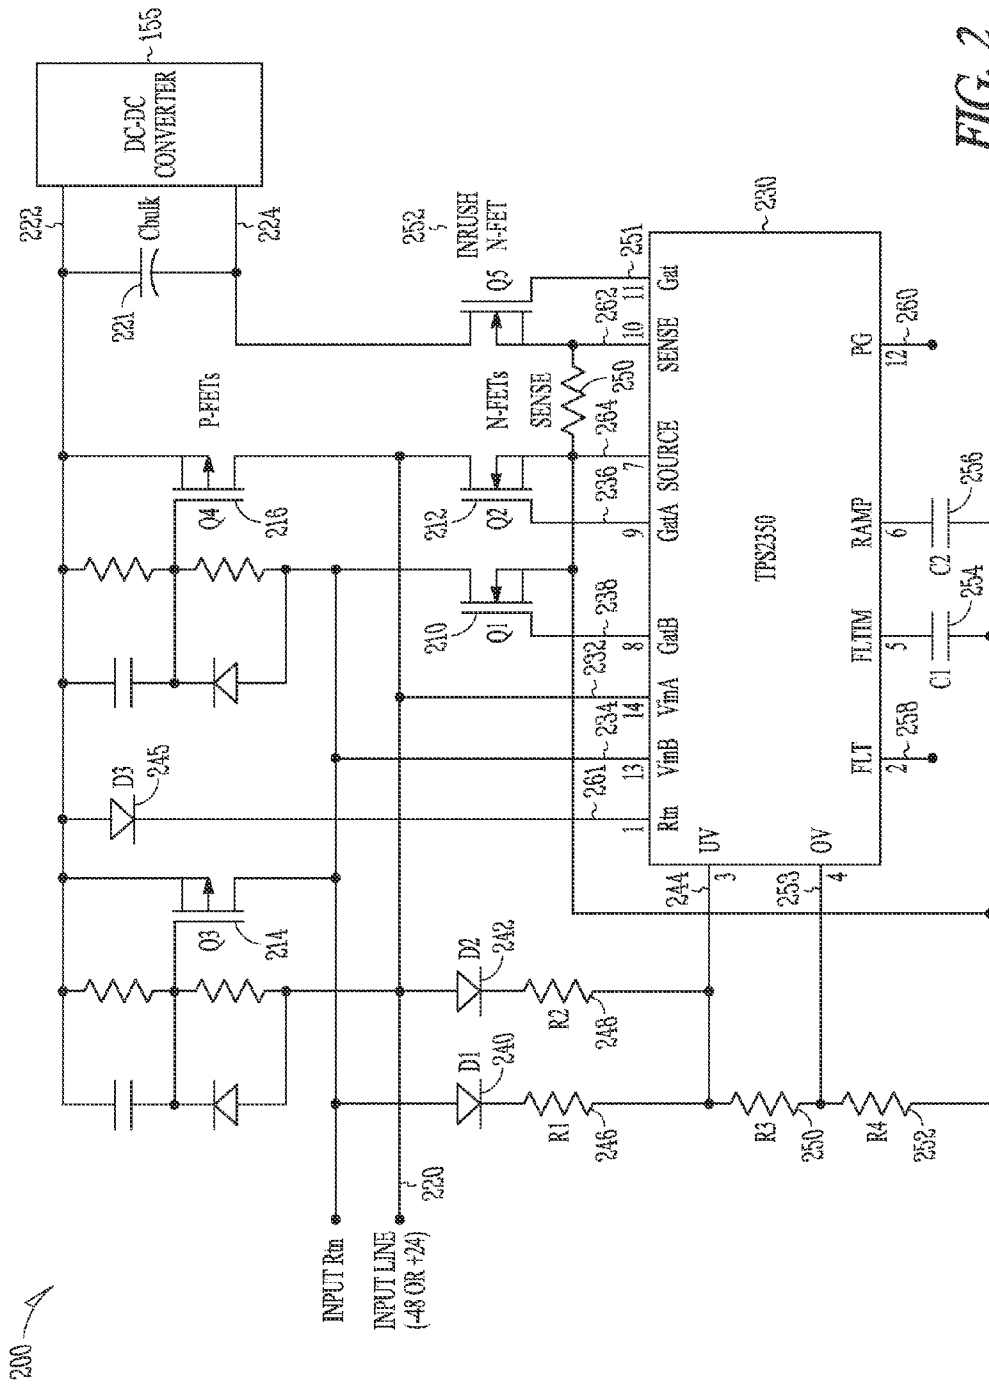 200
155
DC-DC
CONVERTER
222
224
Cbulk
221
P-FETs
Q4
216
D3
245
Q3
214
252
INRUSH
N-FET
Q5
251
262
N-FETs
SENSE
250
264
236
212
Q2
210
Q1
238
232
234
261
INPUT Rtn
INPUT LINE
(-48 OR +24)
220
D2
242
D1
240
R2
248
R1
246
R3
250
R4
252
244
3
UV
253
4
OV
1
Rtn
13
VinB
14
VinA
8
GatB
9
GatA
7
SOURCE
10
SENSE
11
Gat
230
TPS2350
FLT
2
258
FLTIM
5
C1
254
RAMP
6
C2
256
PG
12
260
FIG. 2